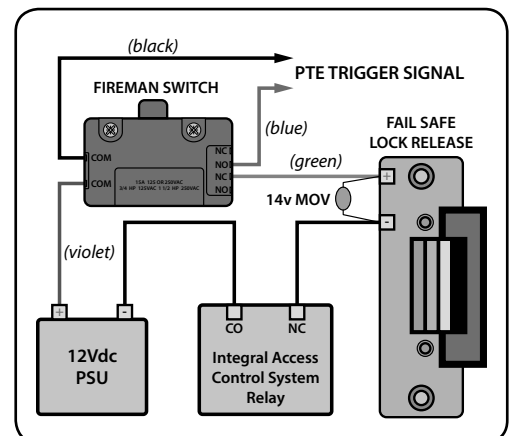 (black)
PTE TRIGGER SIGNAL
FIREMAN SWITCH
(blue)
FAIL SAFE
LOCK RELEASE
COM
NC
NO
COM
NC
NO
15A 125 OR 250VAC
3/4 HP 125VAC 1 1/2 HP 250VAC
(green)
14v MOV
+
-
(violet)
+
-
12Vdc
PSU
CO
NC
Integral Access
Control System
Relay